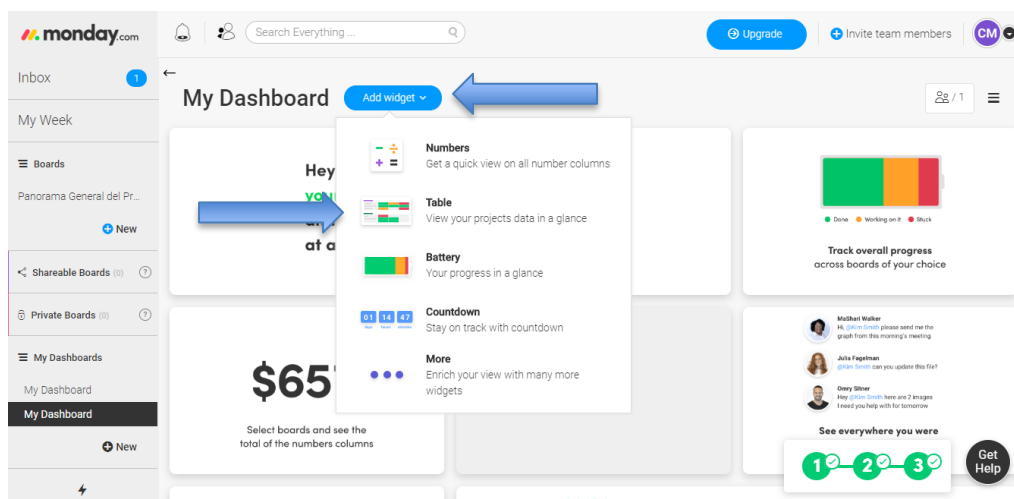 monday.com
Search Everything ...
Upgrade
Invite team members
CM
Inbox
1
My Week
Boards
Panorama General del Pr...
New
Shareable Boards (0) ?
Private Boards (0) ?
My Dashboards
My Dashboard
My Dashboard
New
My Dashboard
Add widget
/ 1
Hey
you
at a
Numbers
Get a quick view on all number columns
Table
View your projects data in a glance
Battery
Your progress in a glance
01 14 47
Countdown
Stay on track with countdown
More
Enrich your view with many more
widgets
Done Working on it Stuck
Track overall progress
across boards of your choice
$65
Select boards and see the
total of the numbers columns
MaShari Walker
Hi, @Kim Smith please send me the
graph from this morning's meeting
Julia Fagelman
@Kim Smith can you update this file?
Omry Sitner
Hey @Kim Smith here are 2 images
I need you help with for tomorrow
See everywhere you were
1 2 3
Get
Help